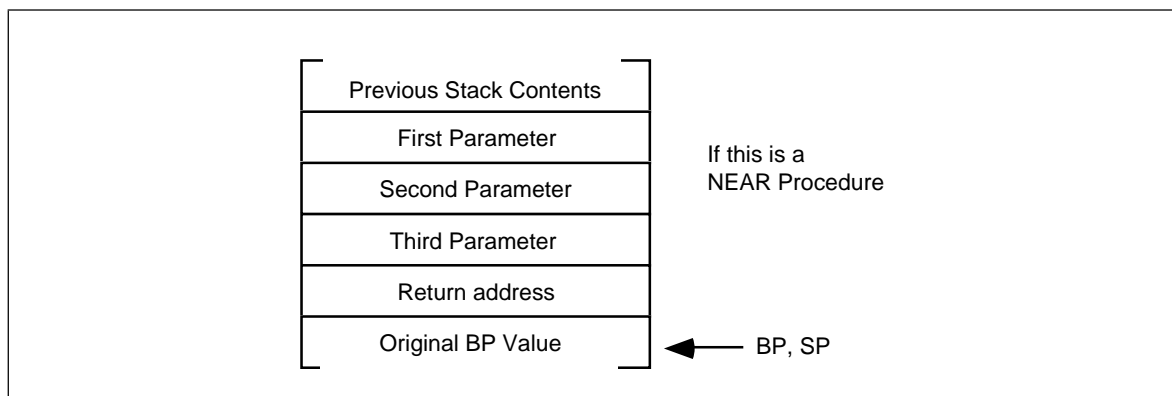 Previous Stack Contents
First Parameter
Second Parameter
Third Parameter
Return address
Original BP Value
If this is a
NEAR Procedure
BP, SP